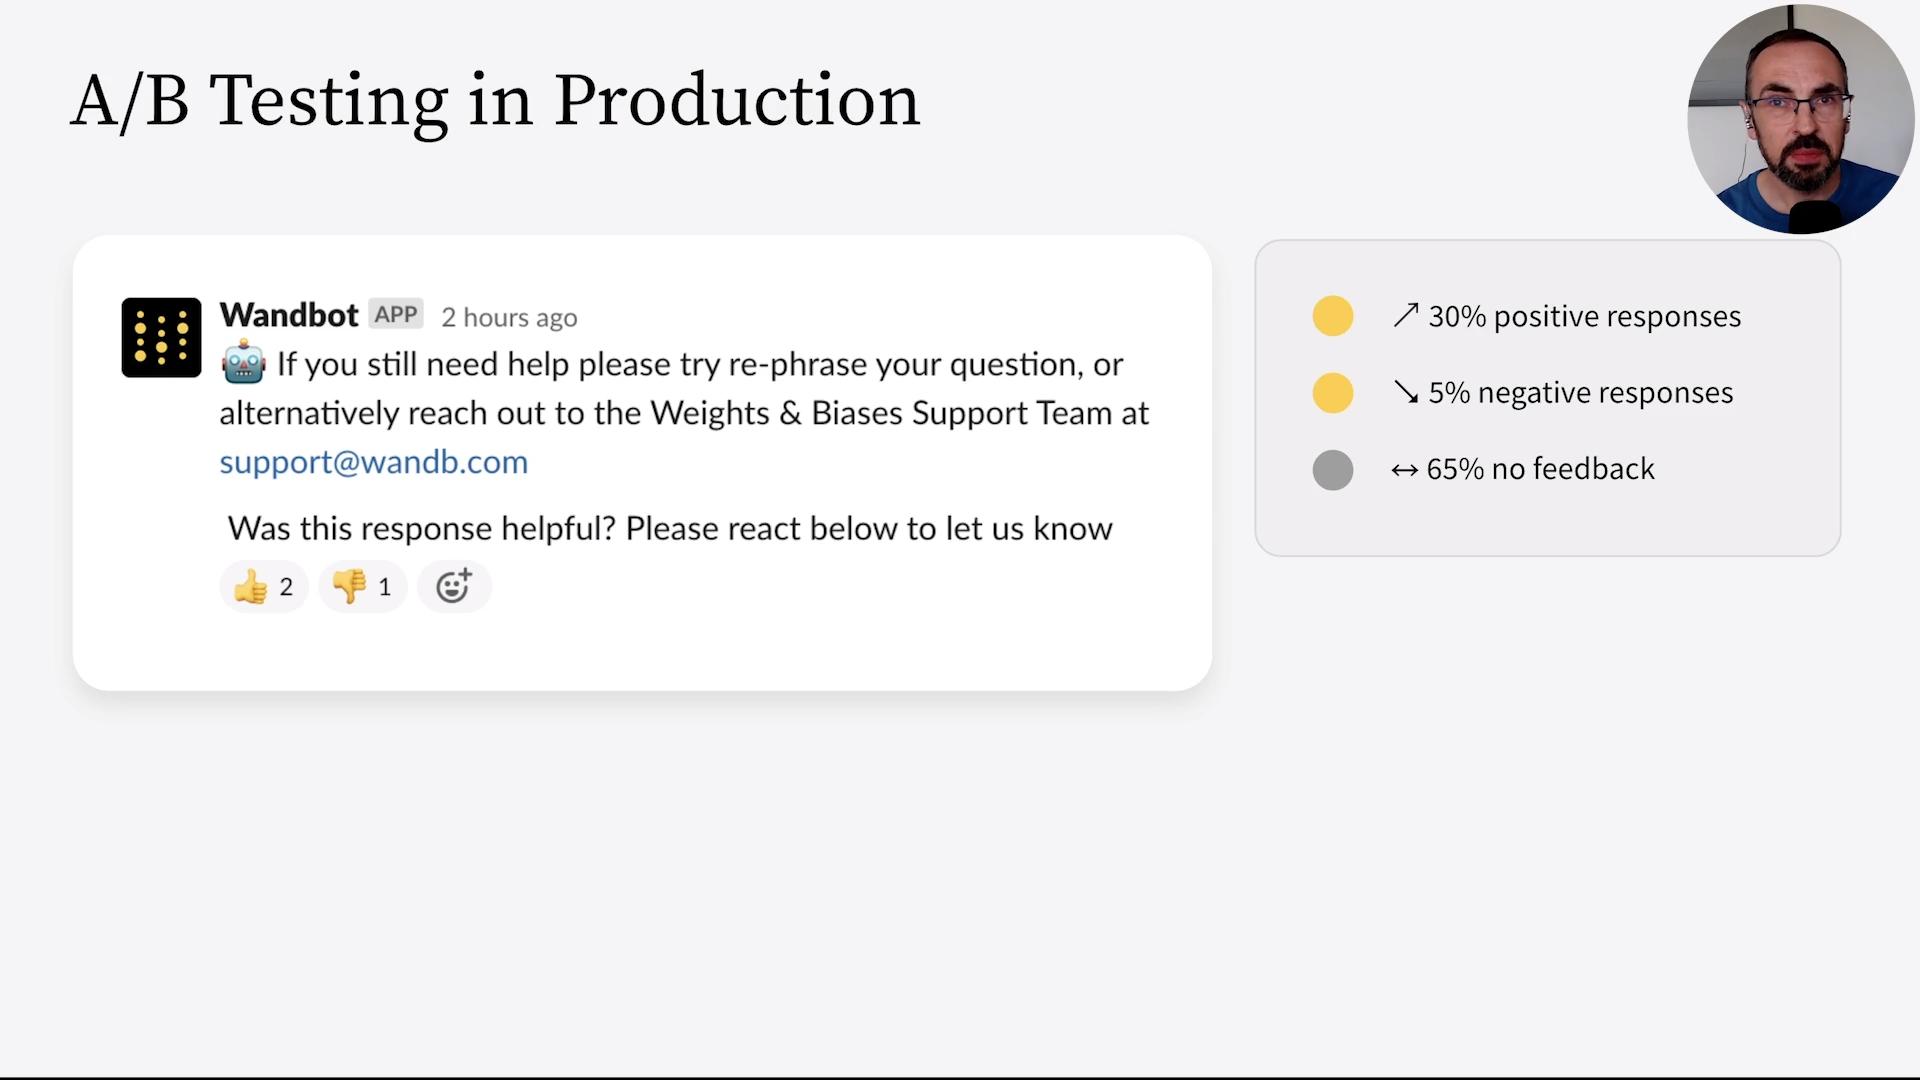 A/B Testing in Production
Wandbot APP 2 hours ago
🤖 If you still need help please try re-phrase your question, or
alternatively reach out to the Weights & Biases Support Team at
support@wandb.com
Was this response helpful? Please react below to let us know
👍 2 👎 1
↗ 30% positive responses
↘ 5% negative responses
↔ 65% no feedback